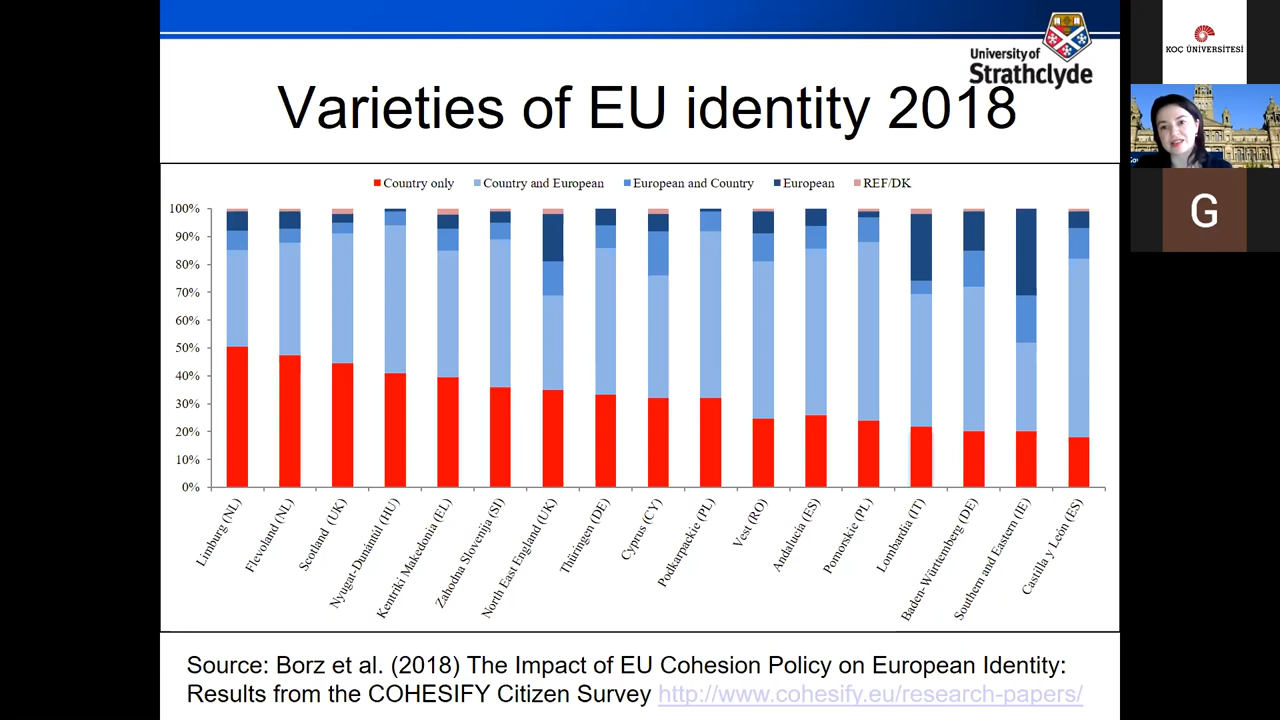 University of
Strathclyde
KOÇ ÜNİVERSİTESİ
Varieties of EU identity 2018
Country only
Country and European
European and Country
European
REF/DK
100%
90%
80%
70%
60%
50%
40%
30%
20%
10%
0%
Limburg (NL)
Flevoland (NL)
Scotland (UK)
Nyugat-Dunántúl (HU)
Kentriki Makedonia (EL)
Zahodna Slovenija (SI)
North East England (UK)
Thüringen (DE)
Cyprus (CY)
Podkarpackie (PL)
Vest (RO)
Andalucia (ES)
Pomorskie (PL)
Lombardia (IT)
Baden-Württemberg (DE)
Southern and Eastern (IE)
Castilla y León (ES)
G
Source: Borz et al. (2018) The Impact of EU Cohesion Policy on European Identity:
Results from the COHESIFY Citizen Survey http://www.cohesify.eu/research-papers/